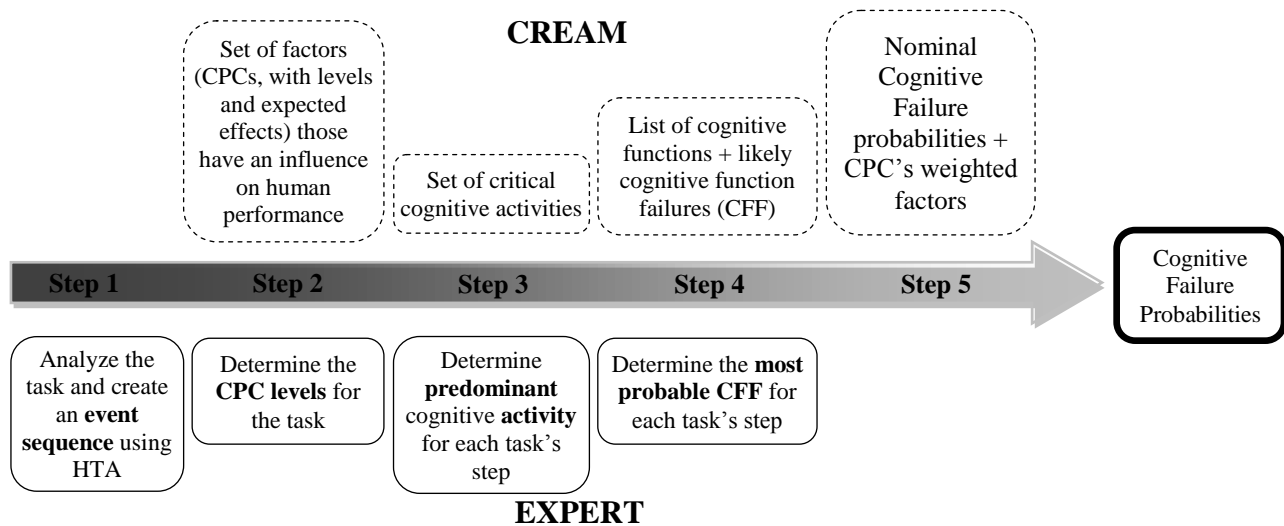 CREAM
Set of factors
(CPCs, with levels
and expected
effects) those
have an influence
on human
performance
Set of critical
cognitive activities
List of cognitive
functions + likely
cognitive function
failures (CFF)
Nominal
Cognitive
Failure
probabilities +
CPC’s weighted
factors
Step 1
Step 2
Step 3
Step 4
Step 5
Cognitive
Failure
Probabilities
Analyze the
task and create
an event
sequence using
HTA
Determine the
CPC levels for
the task
Determine
predominant
cognitive activity
for each task’s
step
Determine the most
probable CFF for
each task’s step
EXPERT